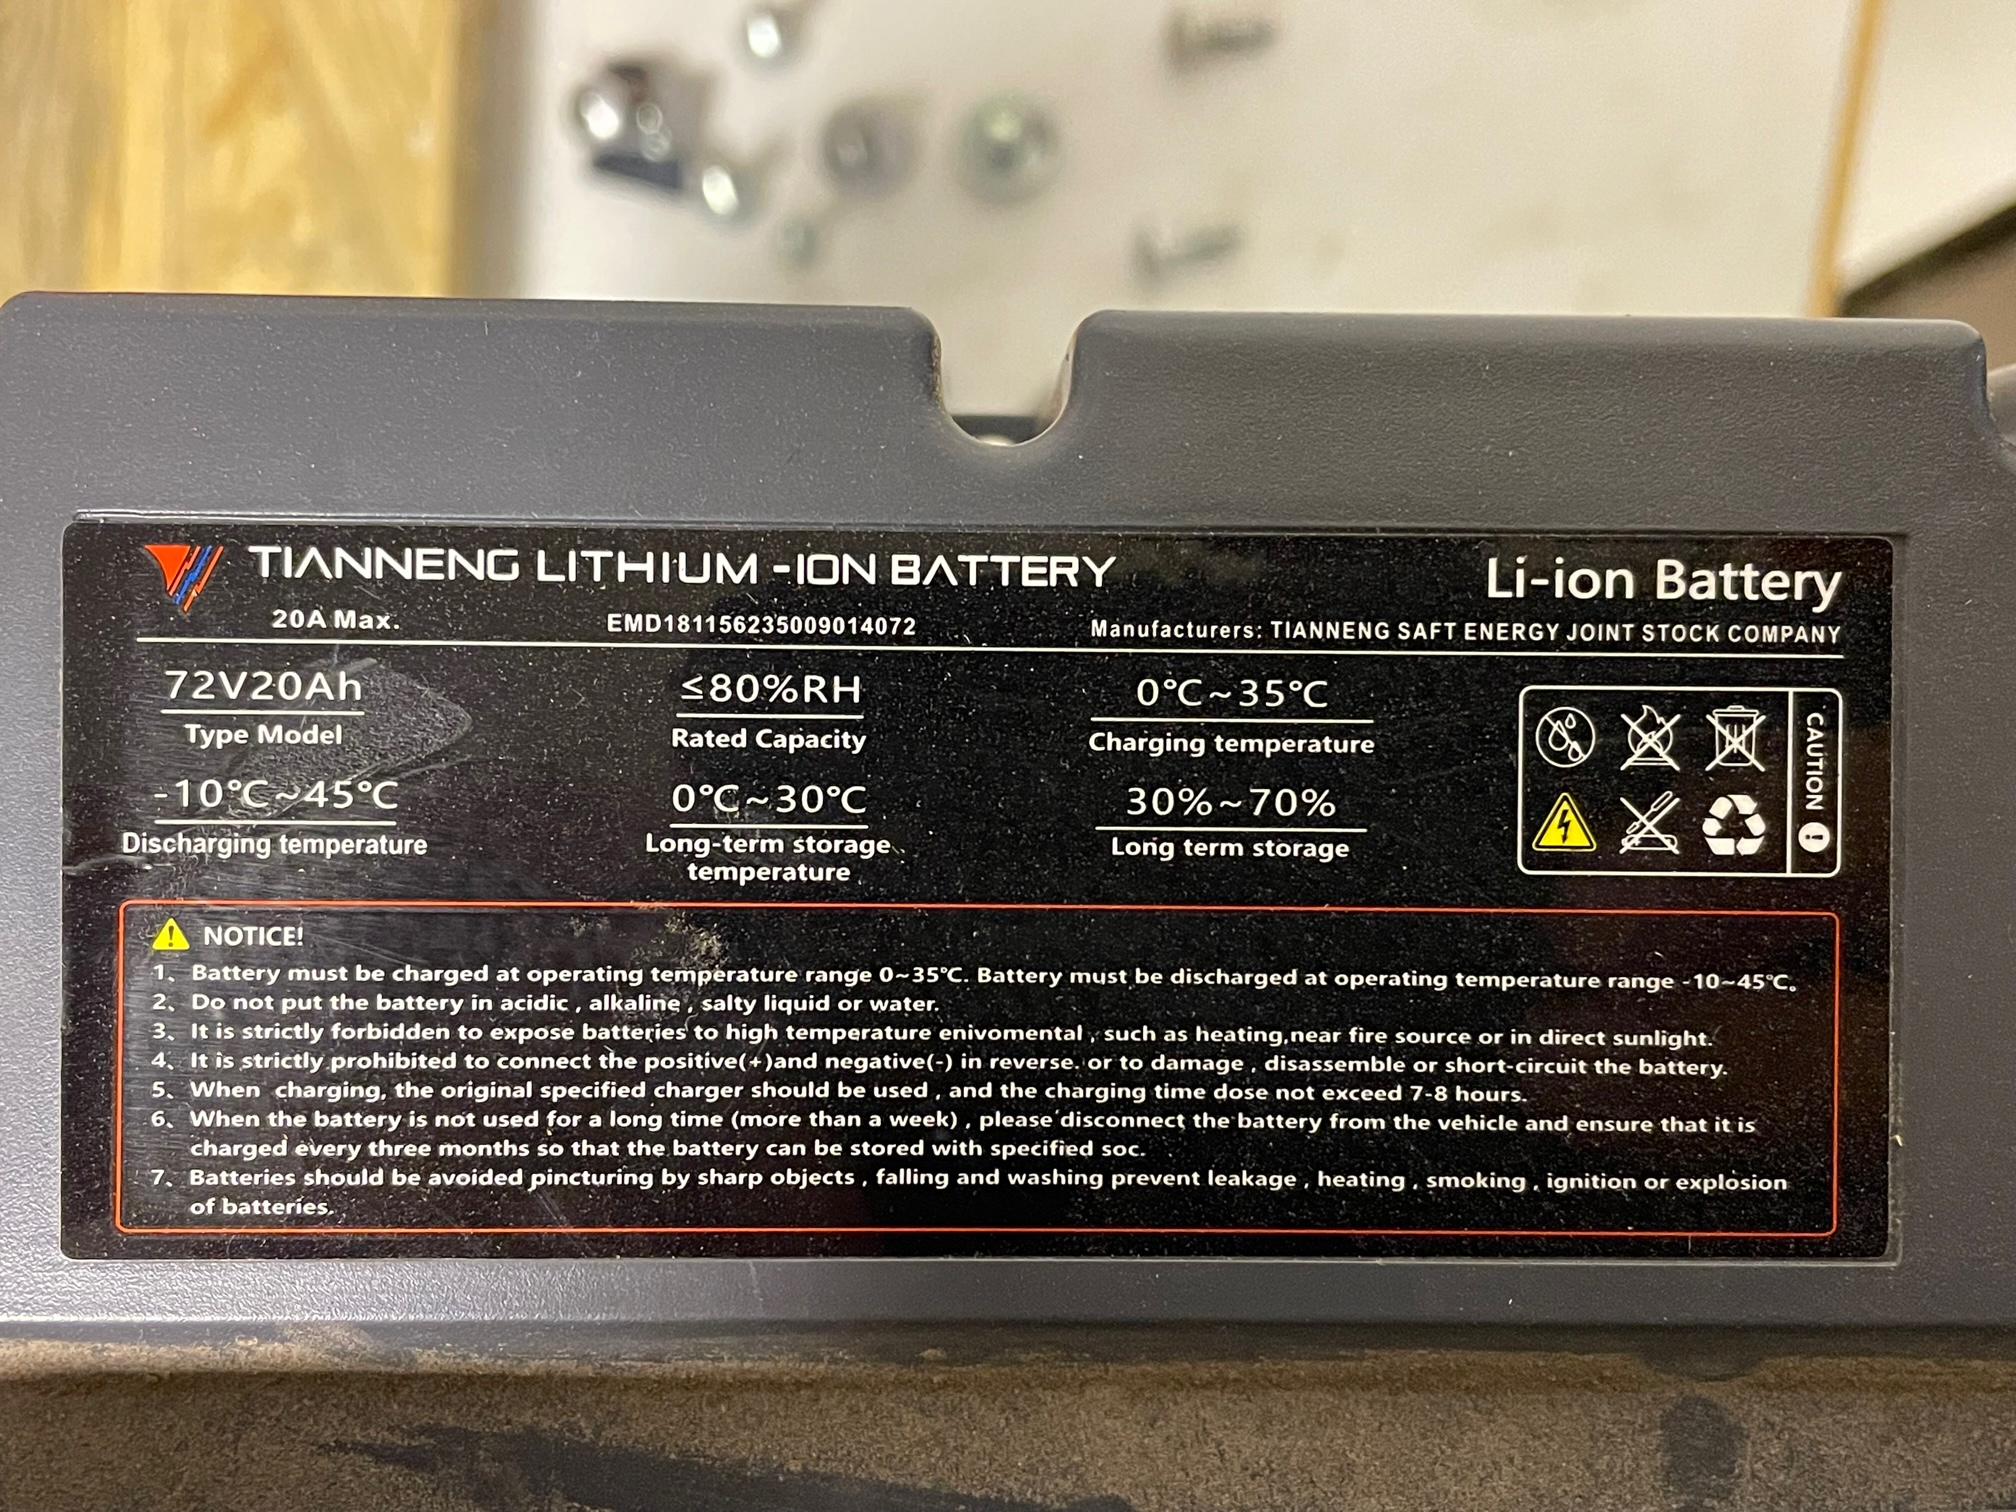 TIANNENG LITHIUM -ION BATTERY
Li-ion Battery
20A Max.
EMD181156235009014072
Manufacturers: TIANNENG SAFT ENERGY JOINT STOCK COMPANY
72V20Ah
Type Model
≤80%RH
Rated Capacity
0℃~35℃
Charging temperature
-10℃~45℃
Discharging temperature
0℃~30℃
Long-term storage
temperature
30%~70%
Long term storage
CAUTION
NOTICE!
1、Battery must be charged at operating temperature range 0~35℃. Battery must be discharged at operating temperature range -10~45℃。
2、Do not put the battery in acidic , alkaline , salty liquid or water.
3、It is strictly forbidden to expose batteries to high temperature enivomental , such as heating,near fire source or in direct sunlight.
4、It is strictly prohibited to connect the positive(+)and negative(-) in reverse. or to damage , disassemble or short-circuit the battery.
5、When charging, the original specified charger should be used , and the charging time dose not exceed 7-8 hours.
6、When the battery is not used for a long time (more than a week) , please disconnect the battery from the vehicle and ensure that it is
charged every three months so that the battery can be stored with specified soc.
7、Batteries should be avoided pincturing by sharp objects , falling and washing prevent leakage , heating , smoking , ignition or explosion
of batteries.